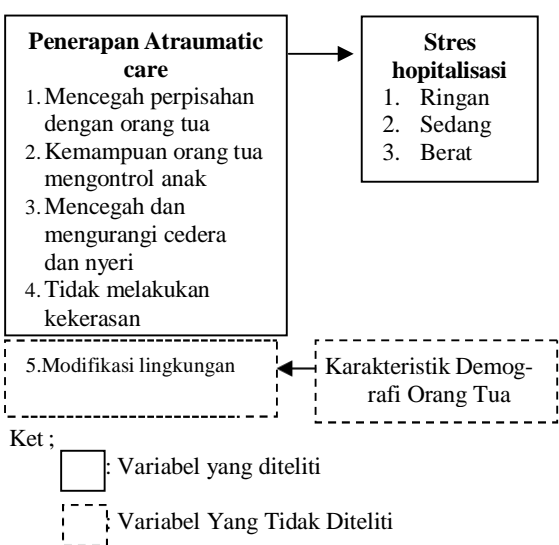 Penerapan Atraumatic
care
1. Mencegah perpisahan
dengan orang tua
2. Kemampuan orang tua
mengontrol anak
3. Mencegah dan
mengurangi cedera
dan nyeri
4. Tidak melakukan
kekerasan
5.Modifikasi lingkungan
Stres
hopitalisasi
1. Ringan
2. Sedang
3. Berat
Karakteristik Demog-
rafi Orang Tua
Ket ;
: Variabel yang diteliti
: Variabel Yang Tidak Diteliti